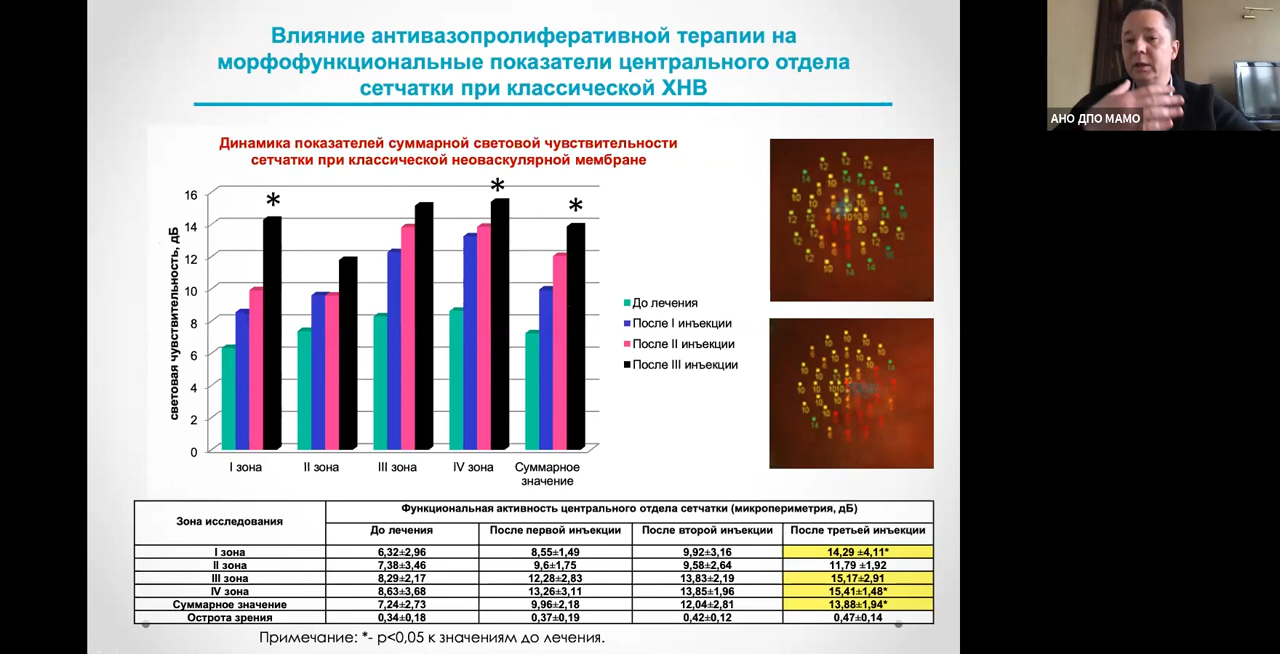 Влияние антивазопролиферативной терапии на
морфофункциональные показатели центрального отдела
сетчатки при классической ХНВ
АНО ДПО МАМО
Динамика показателей суммарной световой чувствительности
сетчатки при классической неоваскулярной мембране
световая чувствительность, дБ
16
14
12
10
8
6
4
2
0
* * *
I зона II зона III зона IV зона Суммарное
значение
До лечения
После I инъекции
После II инъекции
После III инъекции
Зона исследования
Функциональная активность центрального отдела сетчатки (микропериметрия, дБ)
До лечения После первой инъекции После второй инъекции После третьей инъекции
I зона 6,32±2,96 8,55±1,49 9,92±3,16 14,29 ±4,11*
II зона 7,38±3,46 9,6±1,75 9,58±2,64 11,79 ±1,92
III зона 8,29±2,17 12,28±2,83 13,83±2,19 15,17±2,91
IV зона 8,63±3,68 13,26±3,11 13,85±1,96 15,41±1,48*
Суммарное значение 7,24±2,73 9,96±2,18 12,04±2,81 13,88±1,94*
Острота зрения 0,34±0,18 0,37±0,19 0,42±0,12 0,47±0,14
Примечание: *- p<0,05 к значениям до лечения.